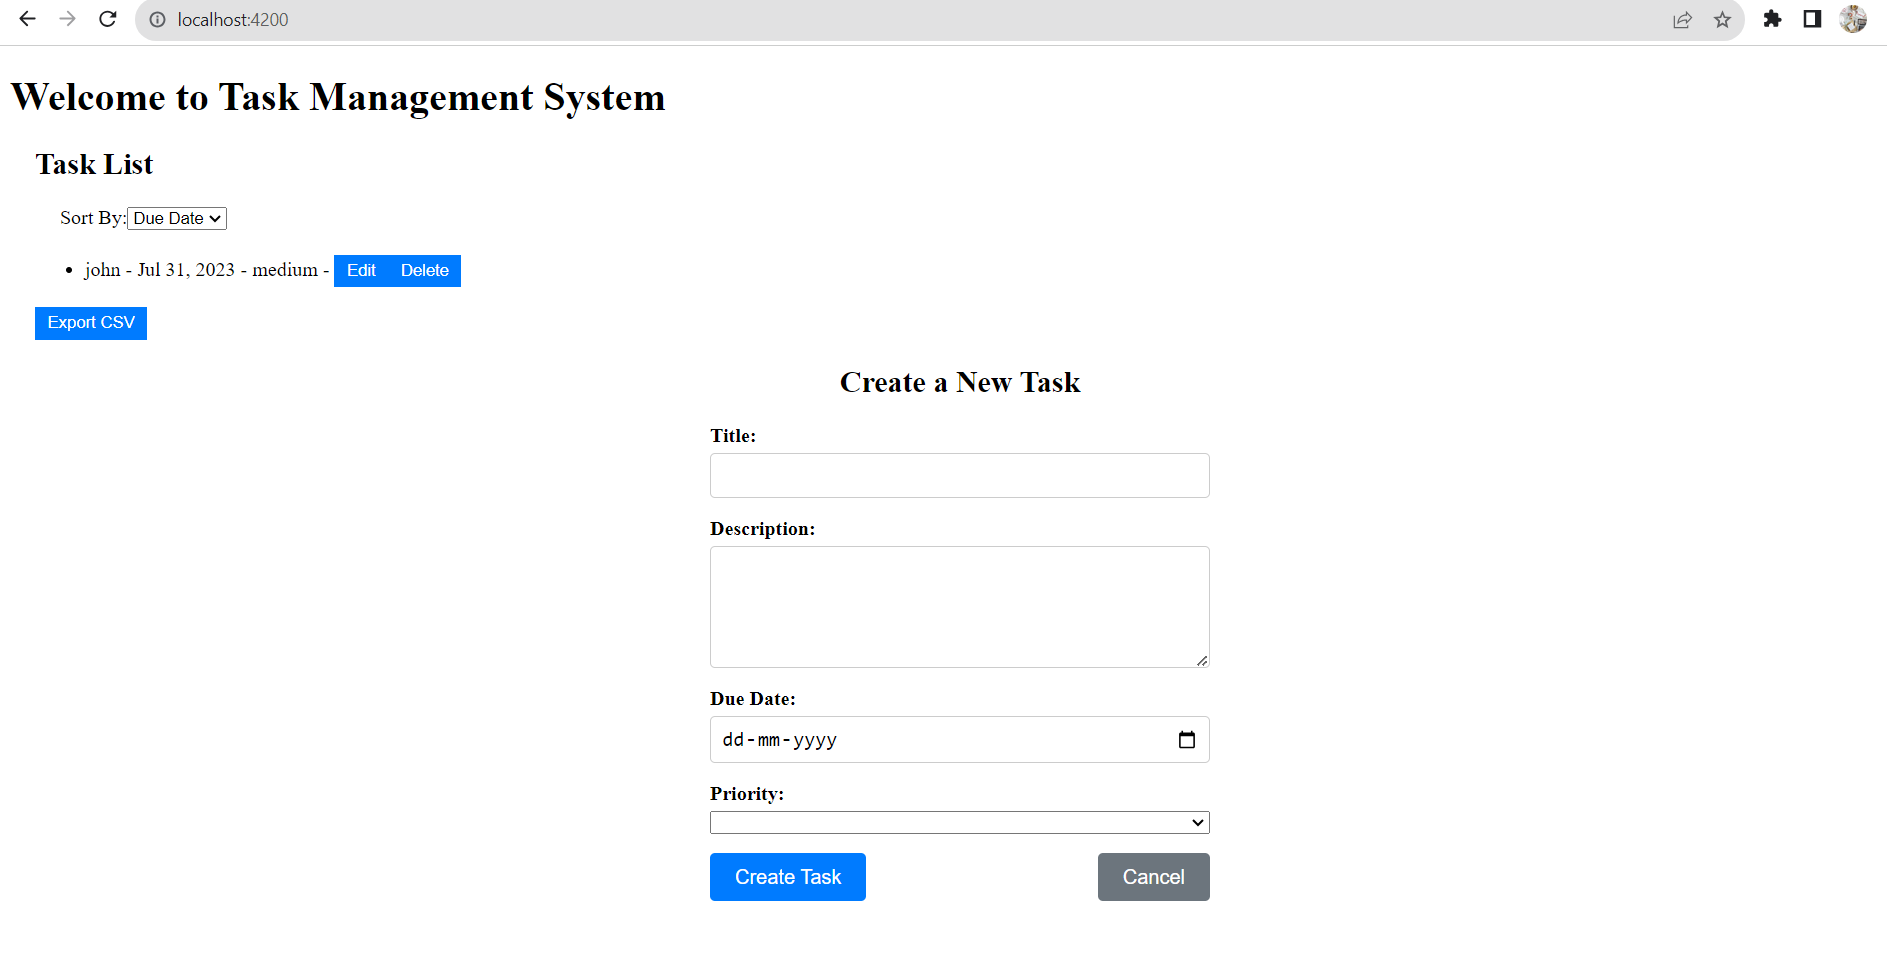 localhost:4200
Welcome to Task Management System
Task List
Sort By: Due Date
• john - Jul 31, 2023 - medium - Edit Delete
Export CSV
Create a New Task
Title:
Description:
Due Date:
dd-mm-yyyy
Priority:
Create Task Cancel